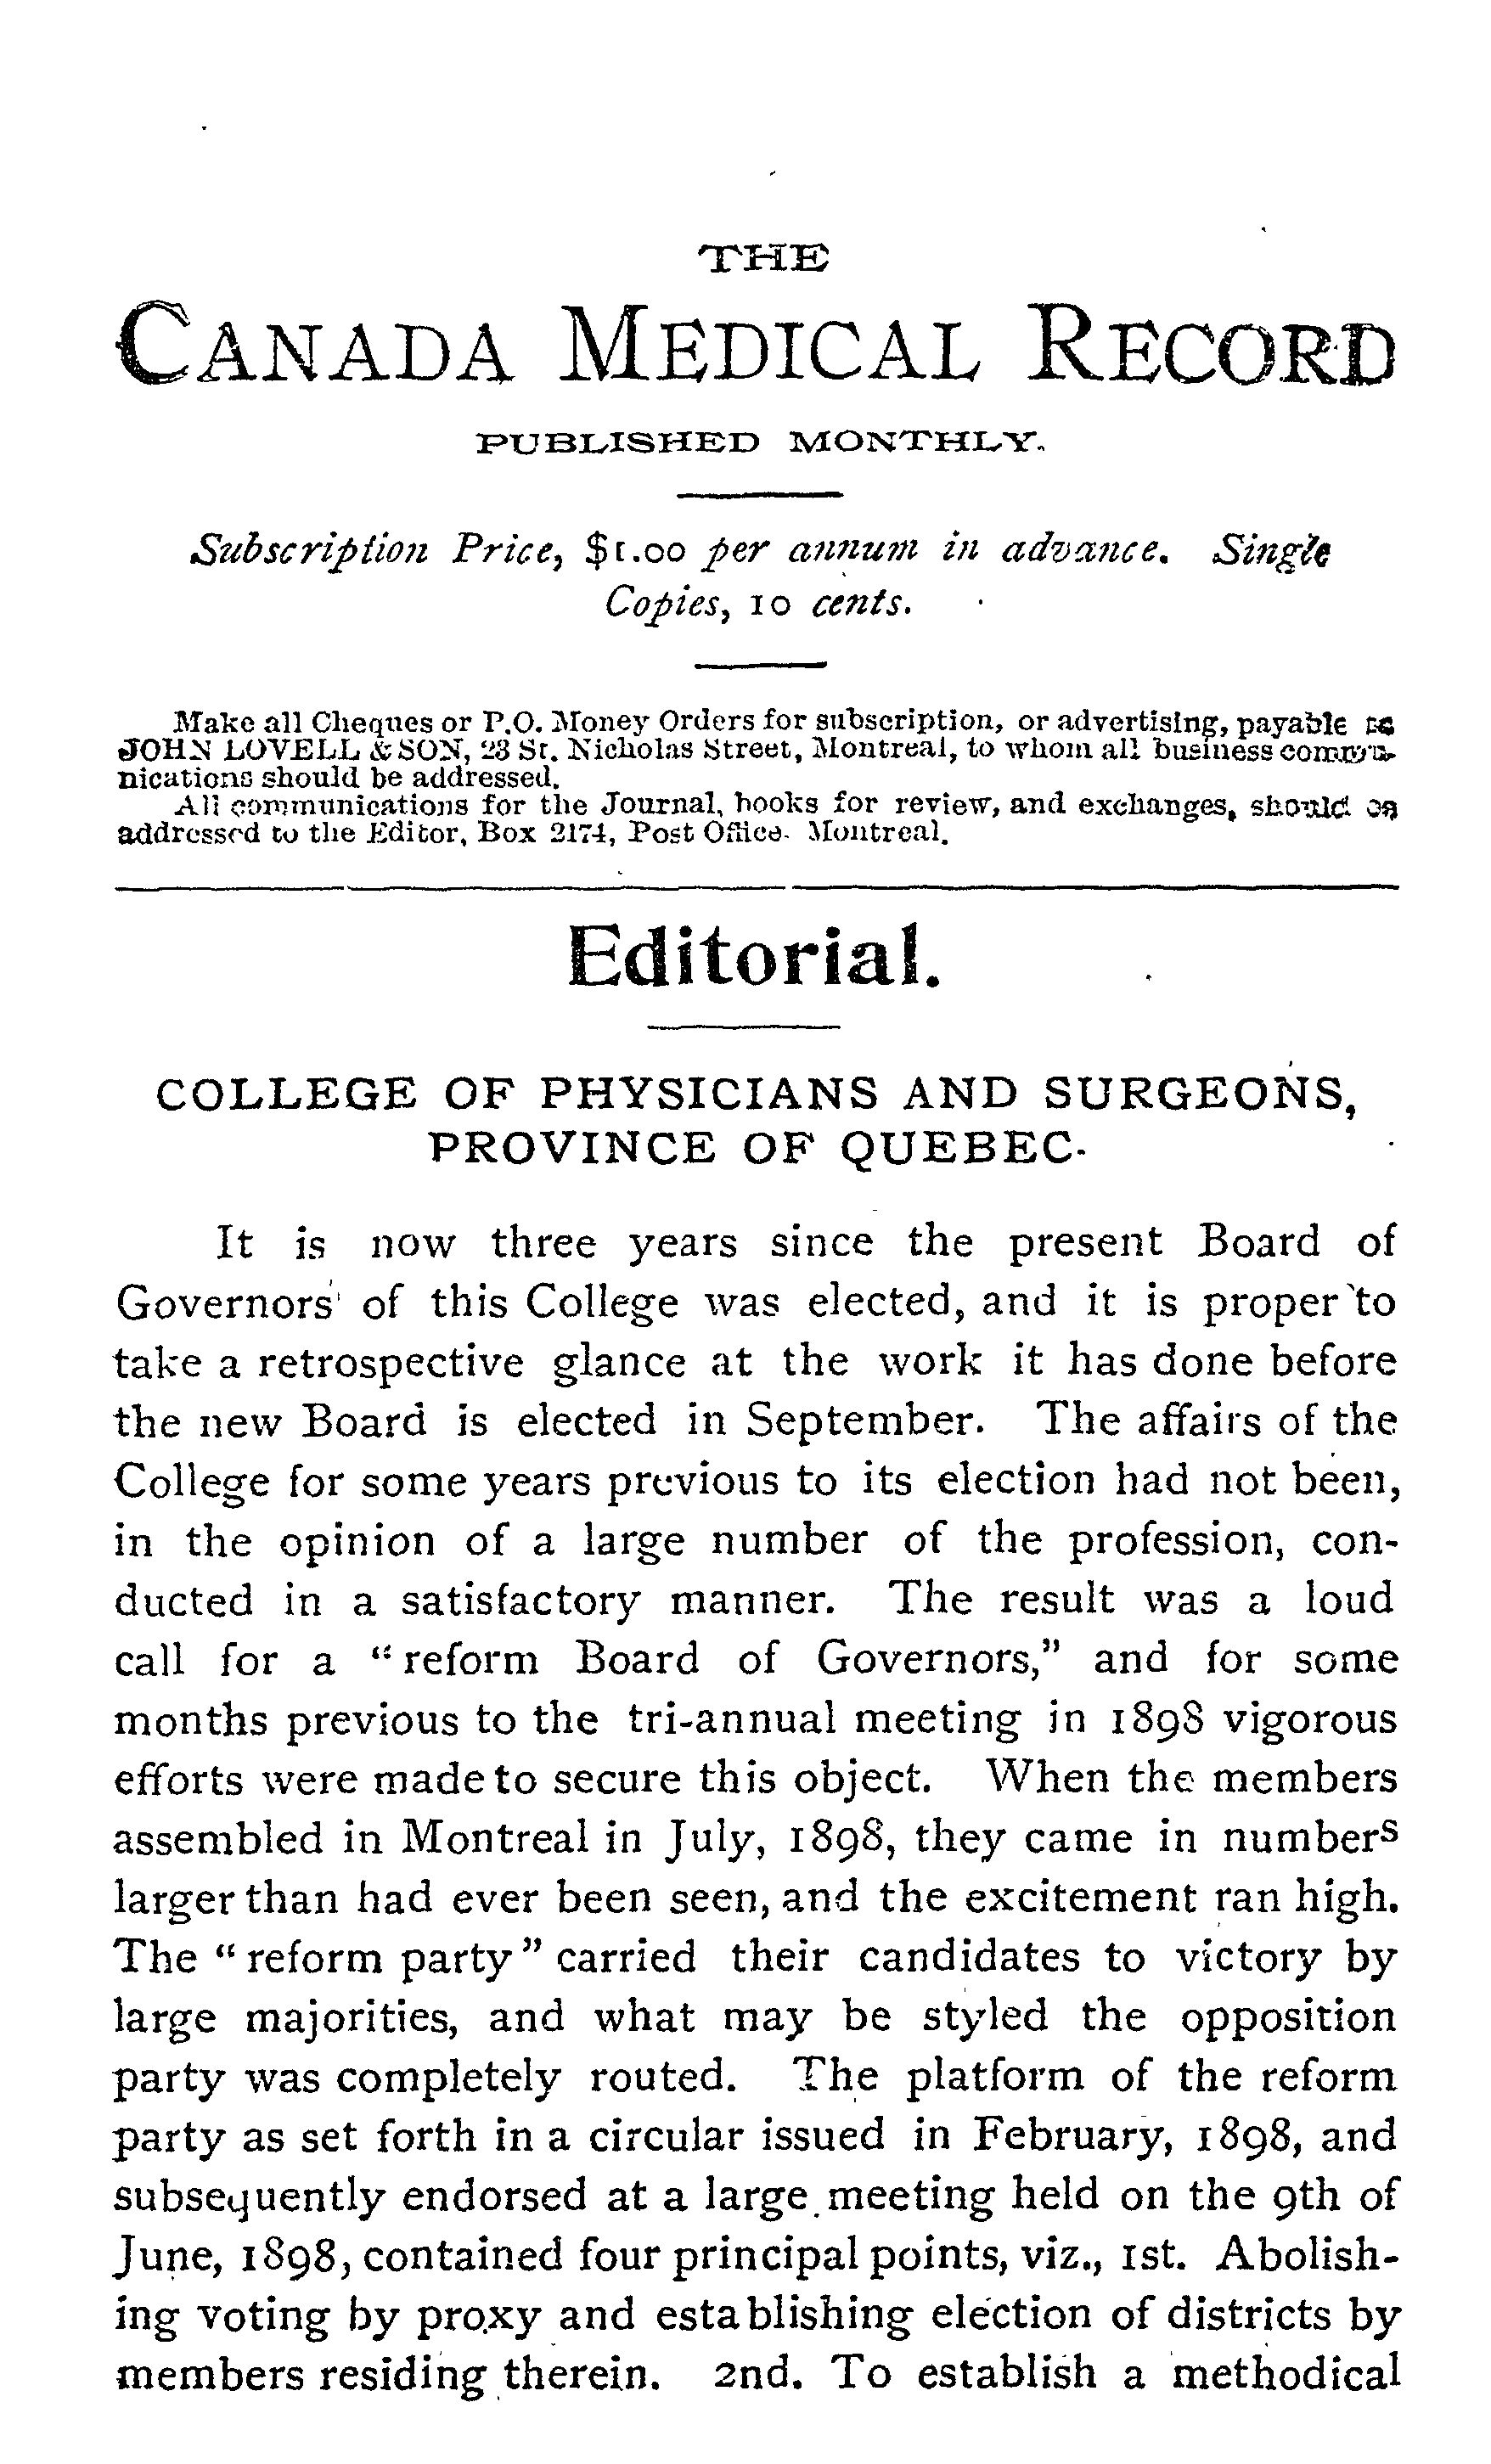 THE
CANADA MEDICAL RECORD
PUBLISHED MONTHLY.
Subscription Price, $1.00 per annum in advance. Single
Copies, 10 cents.
Make all Cheques or P.O. Money Orders for subscription, or advertising, payable to
JOHN LOVELL & SON, 23 St. Nicholas Street, Montreal, to whom all business commu-
nications should be addressed.
All communications for the Journal, books for review, and exchanges, should be
addressed to the Editor, Box 2174, Post Office. Montreal.
Editorial.
COLLEGE OF PHYSICIANS AND SURGEONS,
PROVINCE OF QUEBEC.
It is now three years since the present Board of
Governors' of this College was elected, and it is proper to
take a retrospective glance at the work it has done before
the new Board is elected in September. The affairs of the
College for some years previous to its election had not been,
in the opinion of a large number of the profession, con-
ducted in a satisfactory manner. The result was a loud
call for a "reform Board of Governors," and for some
months previous to the tri-annual meeting in 1898 vigorous
efforts were made to secure this object. When the members
assembled in Montreal in July, 1898, they came in numbers
larger than had ever been seen, and the excitement ran high.
The "reform party" carried their candidates to victory by
large majorities, and what may be styled the opposition
party was completely routed. The platform of the reform
party as set forth in a circular issued in February, 1898, and
subsequently endorsed at a large meeting held on the 9th of
June, 1898, contained four principal points, viz., 1st. Abolish-
ing voting by proxy and establishing election of districts by
members residing therein. 2nd. To establish a methodical